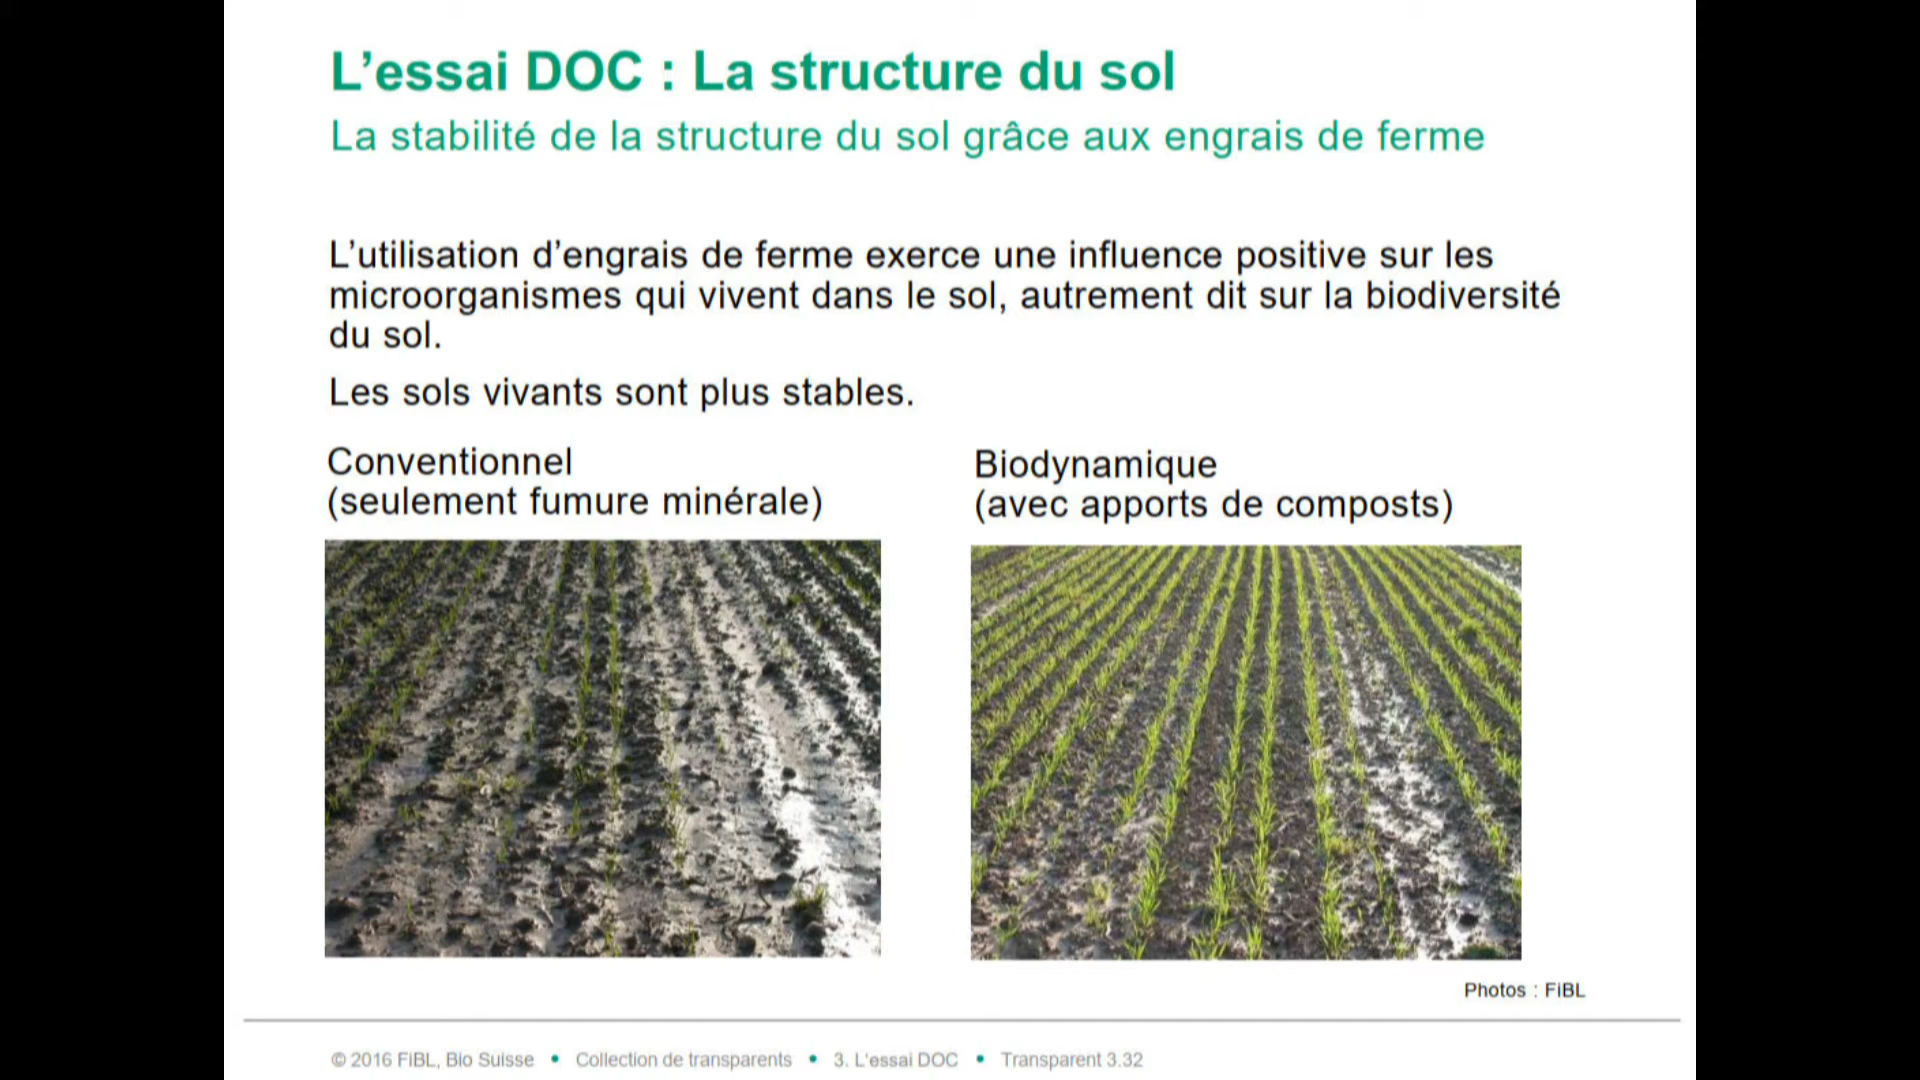 L’essai DOC : La structure du sol
La stabilité de la structure du sol grâce aux engrais de ferme
L’utilisation d’engrais de ferme exerce une influence positive sur les
microorganismes qui vivent dans le sol, autrement dit sur la biodiversité
du sol.
Les sols vivants sont plus stables.
Conventionnel
(seulement fumure minérale)
Biodynamique
(avec apports de composts)
Photos : FiBL
© 2016 FiBL, Bio Suisse • Collection de transparents • 3. L'essai DOC • Transparent 3.32